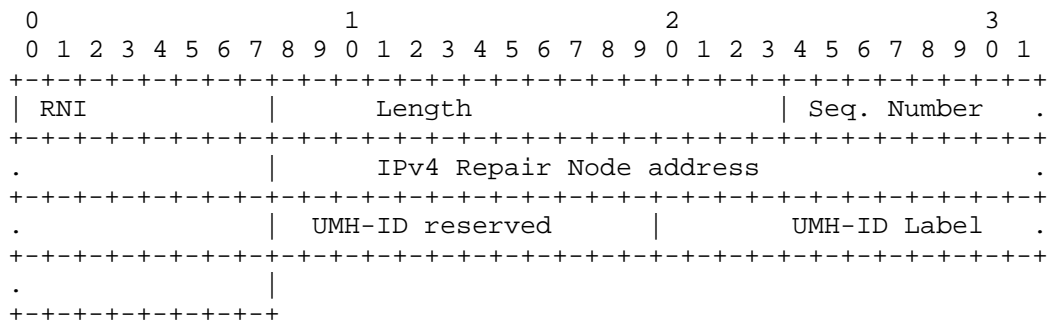 0                   1                   2                   3
 0 1 2 3 4 5 6 7 8 9 0 1 2 3 4 5 6 7 8 9 0 1 2 3 4 5 6 7 8 9 0 1
+-+-+-+-+-+-+-+-+-+-+-+-+-+-+-+-+-+-+-+-+-+-+-+-+-+-+-+-+-+-+-+-+
| RNI           |      Length                   | Seq. Number   .
+-+-+-+-+-+-+-+-+-+-+-+-+-+-+-+-+-+-+-+-+-+-+-+-+-+-+-+-+-+-+-+-+
.               |      IPv4 Repair Node address                 .
+-+-+-+-+-+-+-+-+-+-+-+-+-+-+-+-+-+-+-+-+-+-+-+-+-+-+-+-+-+-+-+-+
.               |  UMH-ID reserved      |        UMH-ID Label   .
+-+-+-+-+-+-+-+-+-+-+-+-+-+-+-+-+-+-+-+-+-+-+-+-+-+-+-+-+-+-+-+-+
.               |
+-+-+-+-+-+-+-+-+